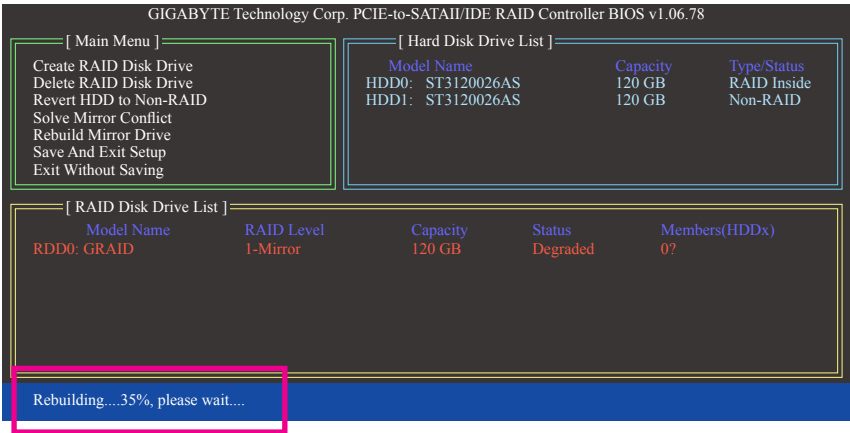 GIGABYTE Technology Corp. PCIE-to-SATAII/IDE RAID Controller BIOS v1.06.78
[ Main Menu ]
Create RAID Disk Drive
Delete RAID Disk Drive
Revert HDD to Non-RAID
Solve Mirror Conflict
Rebuild Mirror Drive
Save And Exit Setup
Exit Without Saving
[ Hard Disk Drive List ]
Model Name Capacity Type/Status
HDD0: ST3120026AS 120 GB RAID Inside
HDD1: ST3120026AS 120 GB Non-RAID
[ RAID Disk Drive List ]
Model Name RAID Level Capacity Status Members(HDDx)
RDD0: GRAID 1-Mirror 120 GB Degraded 0?
Rebuilding....35%, please wait....